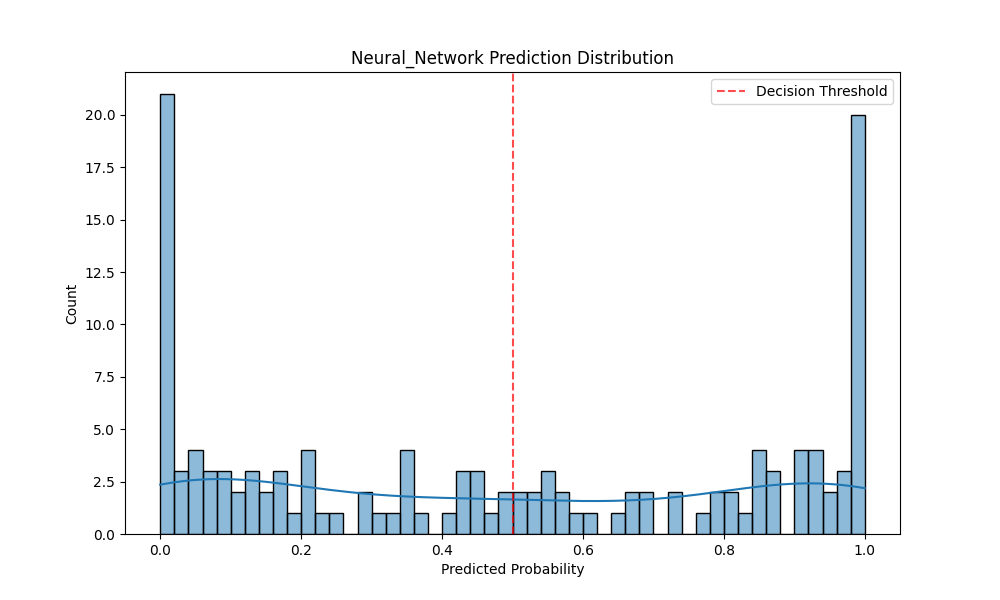 Neural_Network Prediction Distribution
Decision Threshold
Count
20.0
17.5
15.0
12.5
10.0
7.5
5.0
2.5
0.0
0.0 0.2 0.4 0.6 0.8 1.0
Predicted Probability